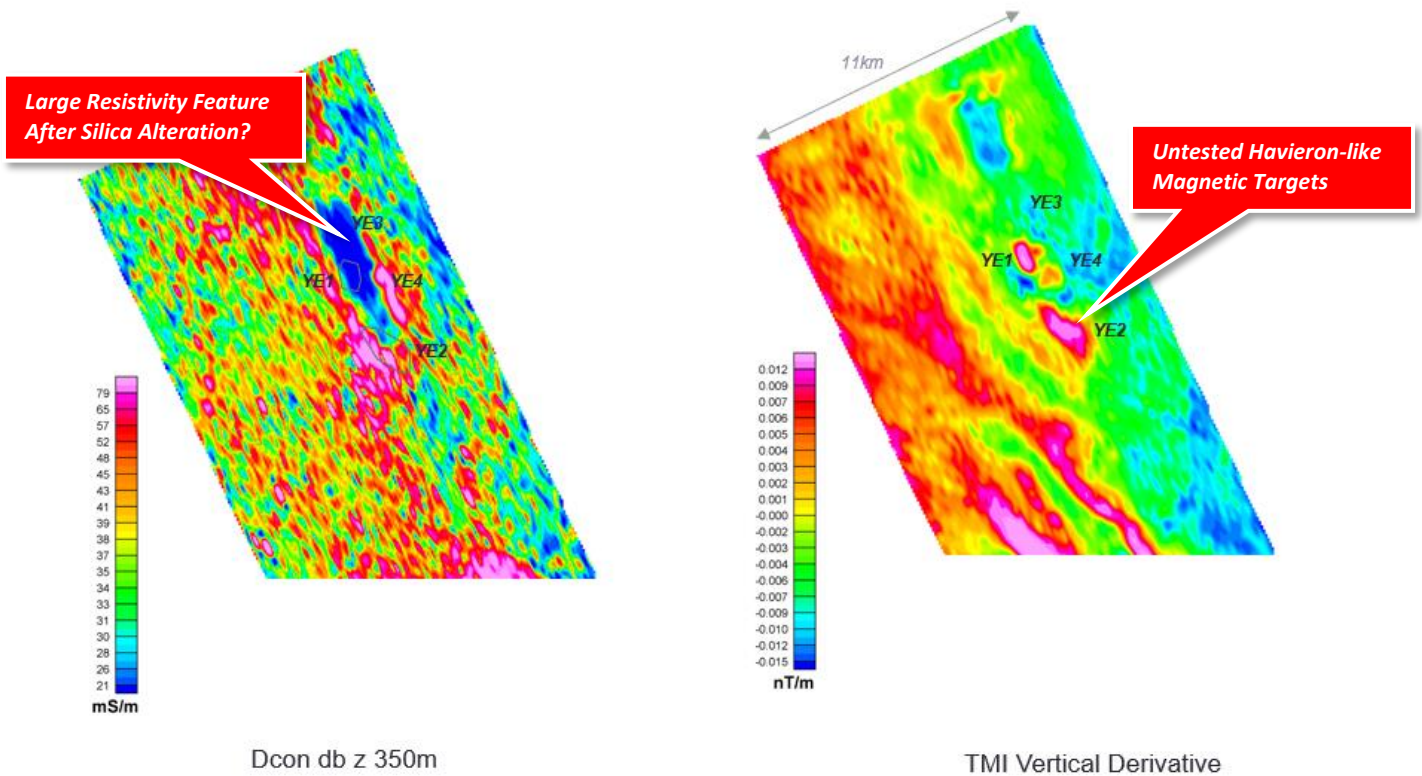 Large Resistivity Feature
After Silica Alteration?
YE3
YE1
YE4
YE2
79
65
57
52
48
45
43
41
39
38
37
35
34
33
31
30
28
26
21
mS/m
Dcon db z 350m
11km
Untested Havieron-like
Magnetic Targets
YE3
YE1
YE4
YE2
0.012
0.009
0.007
0.006
0.005
0.004
0.003
0.002
0.001
-0.000
-0.002
-0.003
-0.004
-0.006
-0.007
-0.009
-0.010
-0.012
-0.015
nT/m
TMI Vertical Derivative